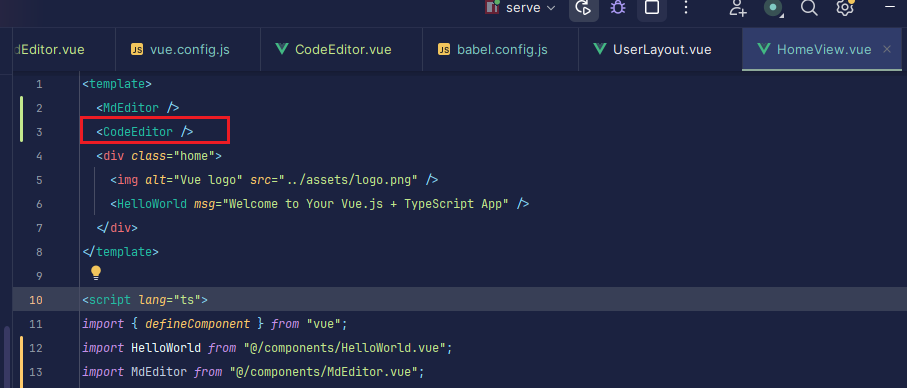 serve
dEditor.vue
JS vue.config.js
CodeEditor.vue
JS babel.config.js
UserLayout.vue
HomeView.vue
1 <template>
2 <MdEditor />
3 <CodeEditor />
4 <div class="home">
5 <img alt="Vue logo" src="../assets/logo.png" />
6 <HelloWorld msg="Welcome to Your Vue.js + TypeScript App" />
7 </div>
8 </template>
9
10 <script lang="ts">
11 import { defineComponent } from "vue";
12 import HelloWorld from "@/components/HelloWorld.vue";
13 import MdEditor from "@/components/MdEditor.vue";